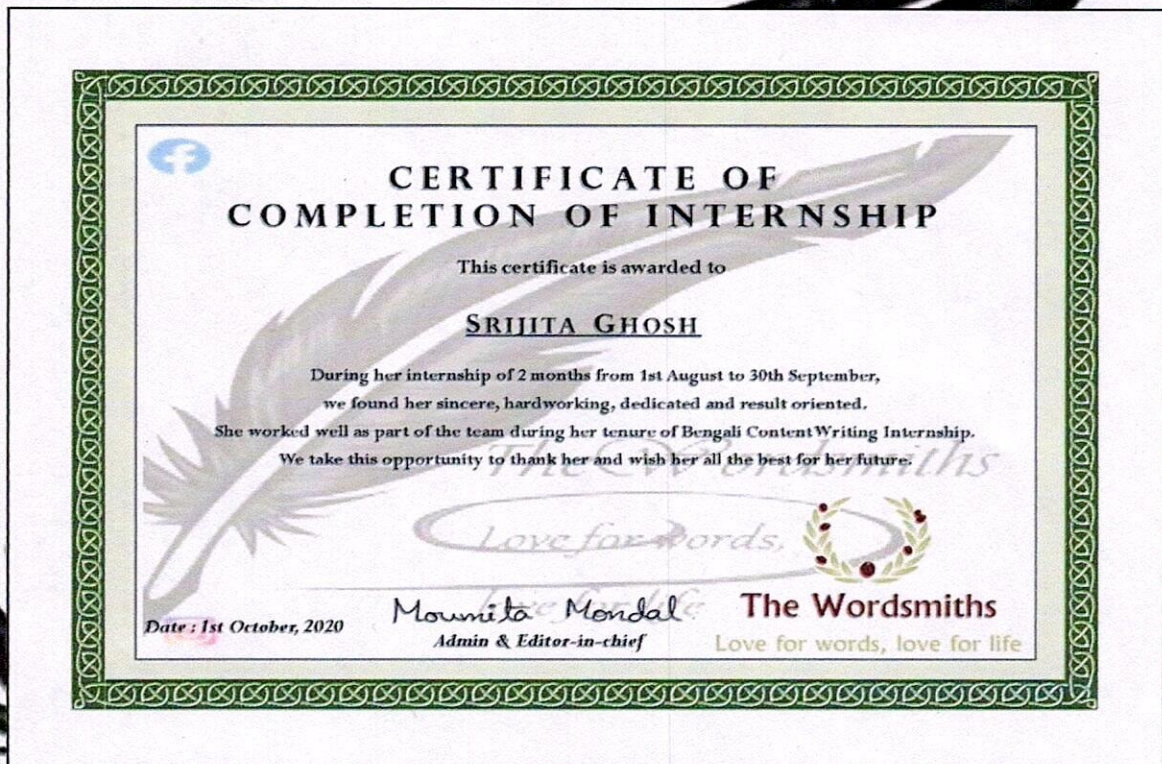 CERTIFICATE OF
COMPLETION OF INTERNSHIP
This certificate is awarded to
SRIJITA GHOSH
During her internship of 2 months from 1st August to 30th September,
we found her sincere, hardworking, dedicated and result oriented.
She worked well as part of the team during her tenure of Bengali Content Writing Internship.
We take this opportunity to thank her and wish her all the best for her future.
The Wordsmiths
Love for words,
love for life
Date : 1st October, 2020
Moumita Mondal
Admin & Editor-in-chief
The Wordsmiths
Love for words, love for life